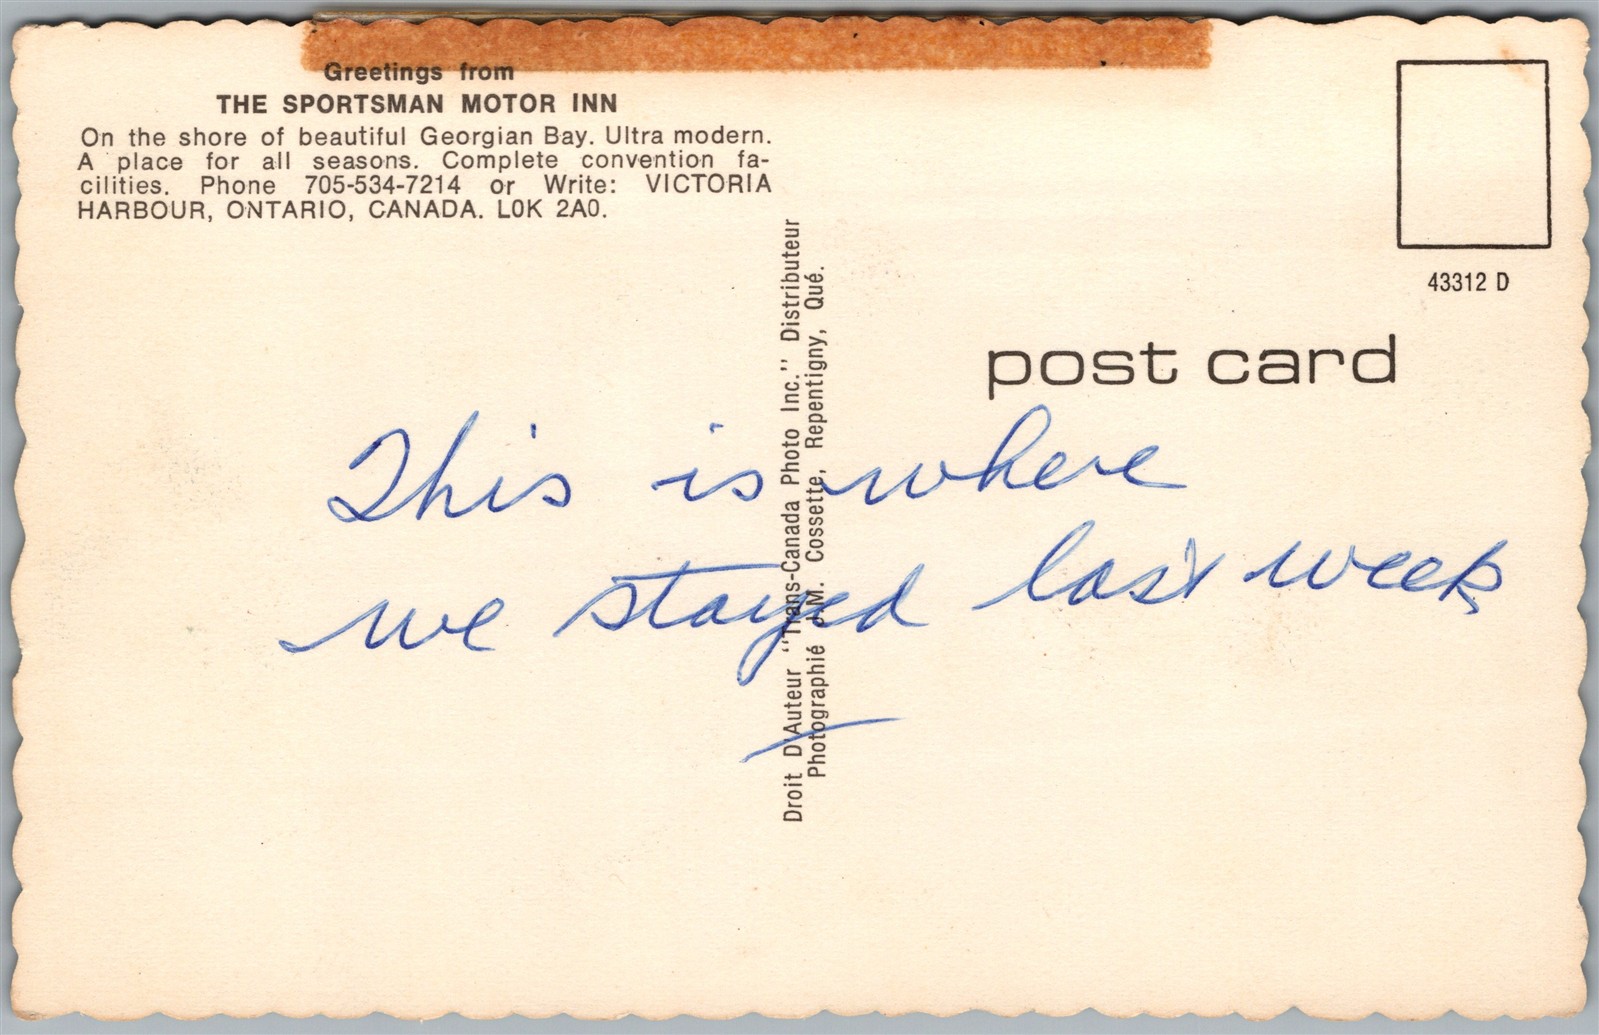 Greetings from
THE SPORTSMAN MOTOR INN
On the shore of beautiful Georgian Bay. Ultra modern.
A place for all seasons. Complete convention fa-
cilities. Phone 705-534-7214 or Write: VICTORIA
HARBOUR, ONTARIO, CANADA. L0K 2A0.
43312 D
post card
Droit D'Auteur "Trans-Canada Photo Inc." Distributeur
Photographié J.M. Cossette, Repentigny, Qué.
This is where
we stayed last week